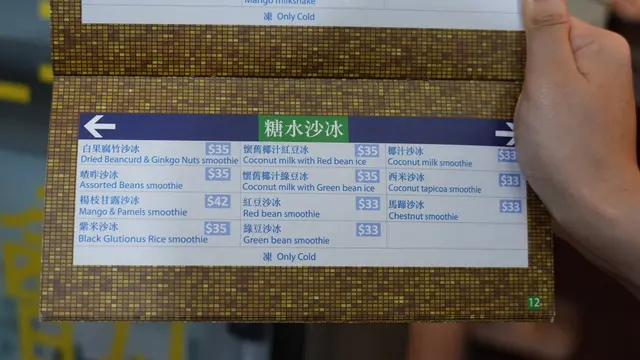 Mango milkshake
凍 Only Cold
糖水沙冰
白果腐竹沙冰 $35
Dried Beancurd & Ginkgo Nuts smoothie
懷舊椰汁紅豆冰 $35
Coconut milk with Red bean ice
椰汁沙冰 $33
Coconut milk smoothie
喳咋沙冰 $35
Assorted Beans smoothie
懷舊椰汁綠豆冰 $35
Coconut milk with Green bean ice
西米沙冰 $33
Coconut tapicoa smoothie
楊枝甘露沙冰 $42
Mango & Pamels smoothie
紅豆沙冰 $33
Red bean smoothie
馬蹄沙冰 $33
Chestnut smoothie
紫米沙冰 $35
Black Glutionus Rice smoothie
綠豆沙冰 $33
Green bean smoothie
凍 Only Cold
12